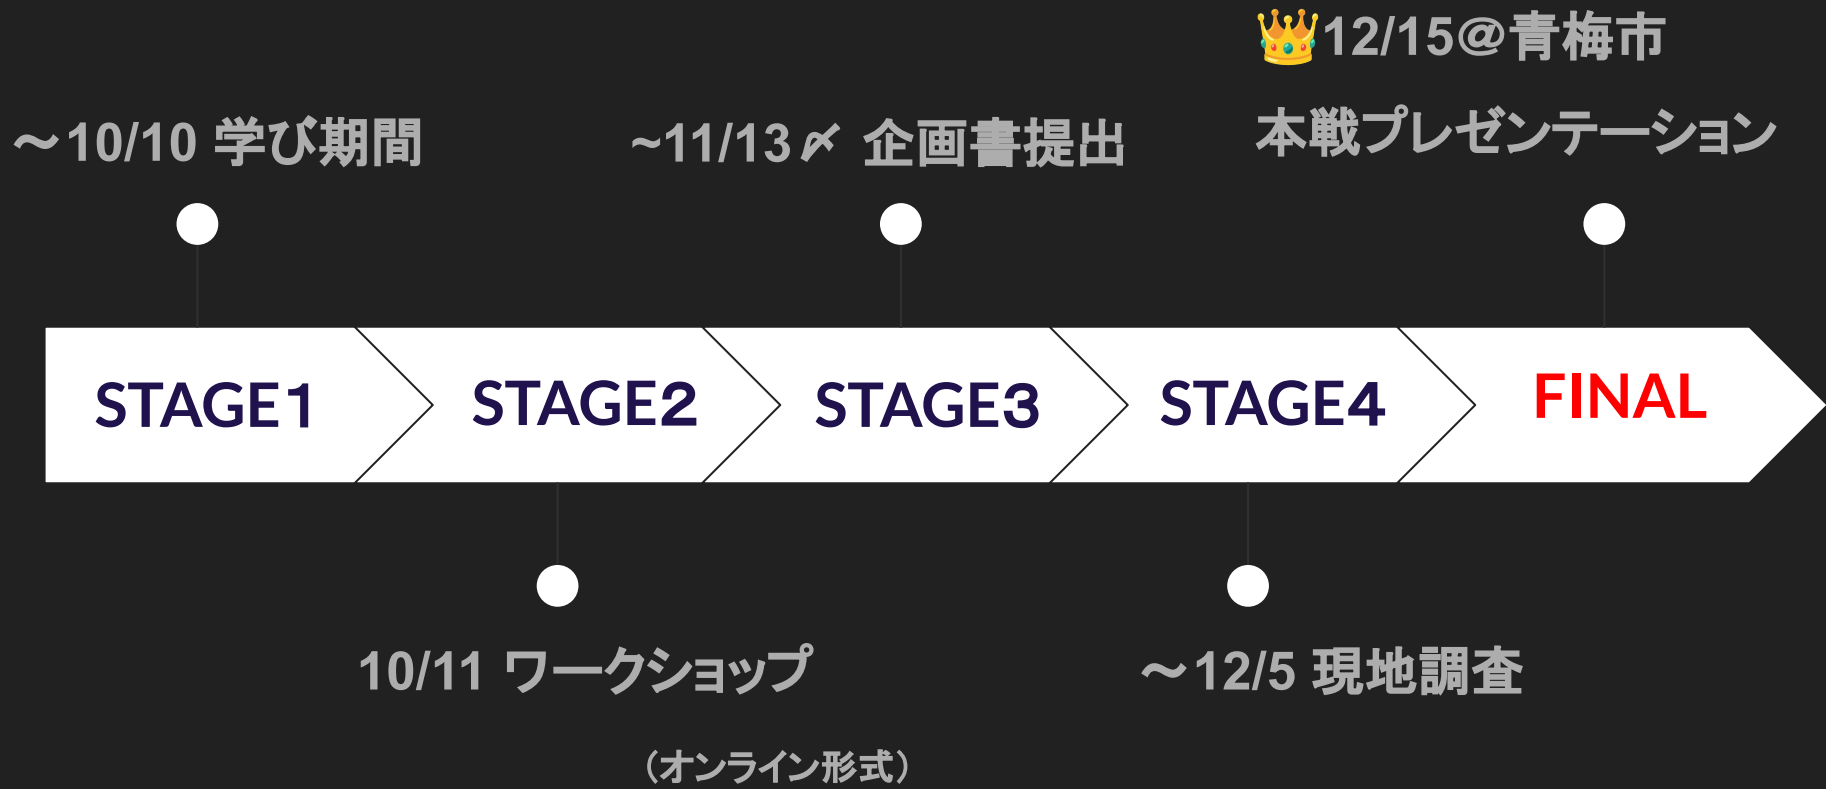 👑12/15@青梅市
本戦プレゼンテーション
～10/10 学び期間
~11/13〆 企画書提出
STAGE1
STAGE2
STAGE3
STAGE4
FINAL
10/11 ワークショップ
（オンライン形式）
～12/5 現地調査